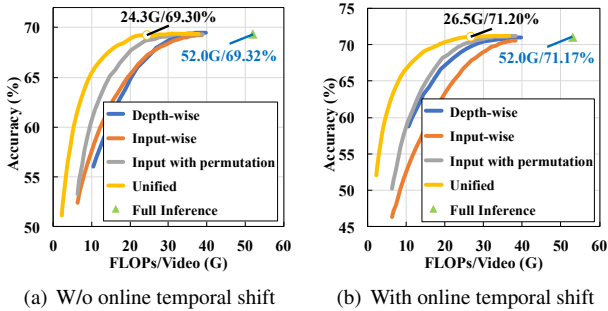 24.3G/69.30%
52.0G/69.32%
Accuracy (%)
70
65
60
55
50
Depth-wise
Input-wise
Input with permutation
Unified
Full Inference
0 10 20 30 40 50 60
FLOPs/Video (G)
(a) W/o online temporal shift
26.5G/71.20%
52.0G/71.17%
Accuracy (%)
75
70
65
60
55
50
45
Depth-wise
Input-wise
Input with permutation
Unified
Full Inference
0 10 20 30 40 50 60
FLOPs/Video (G)
(b) With online temporal shift